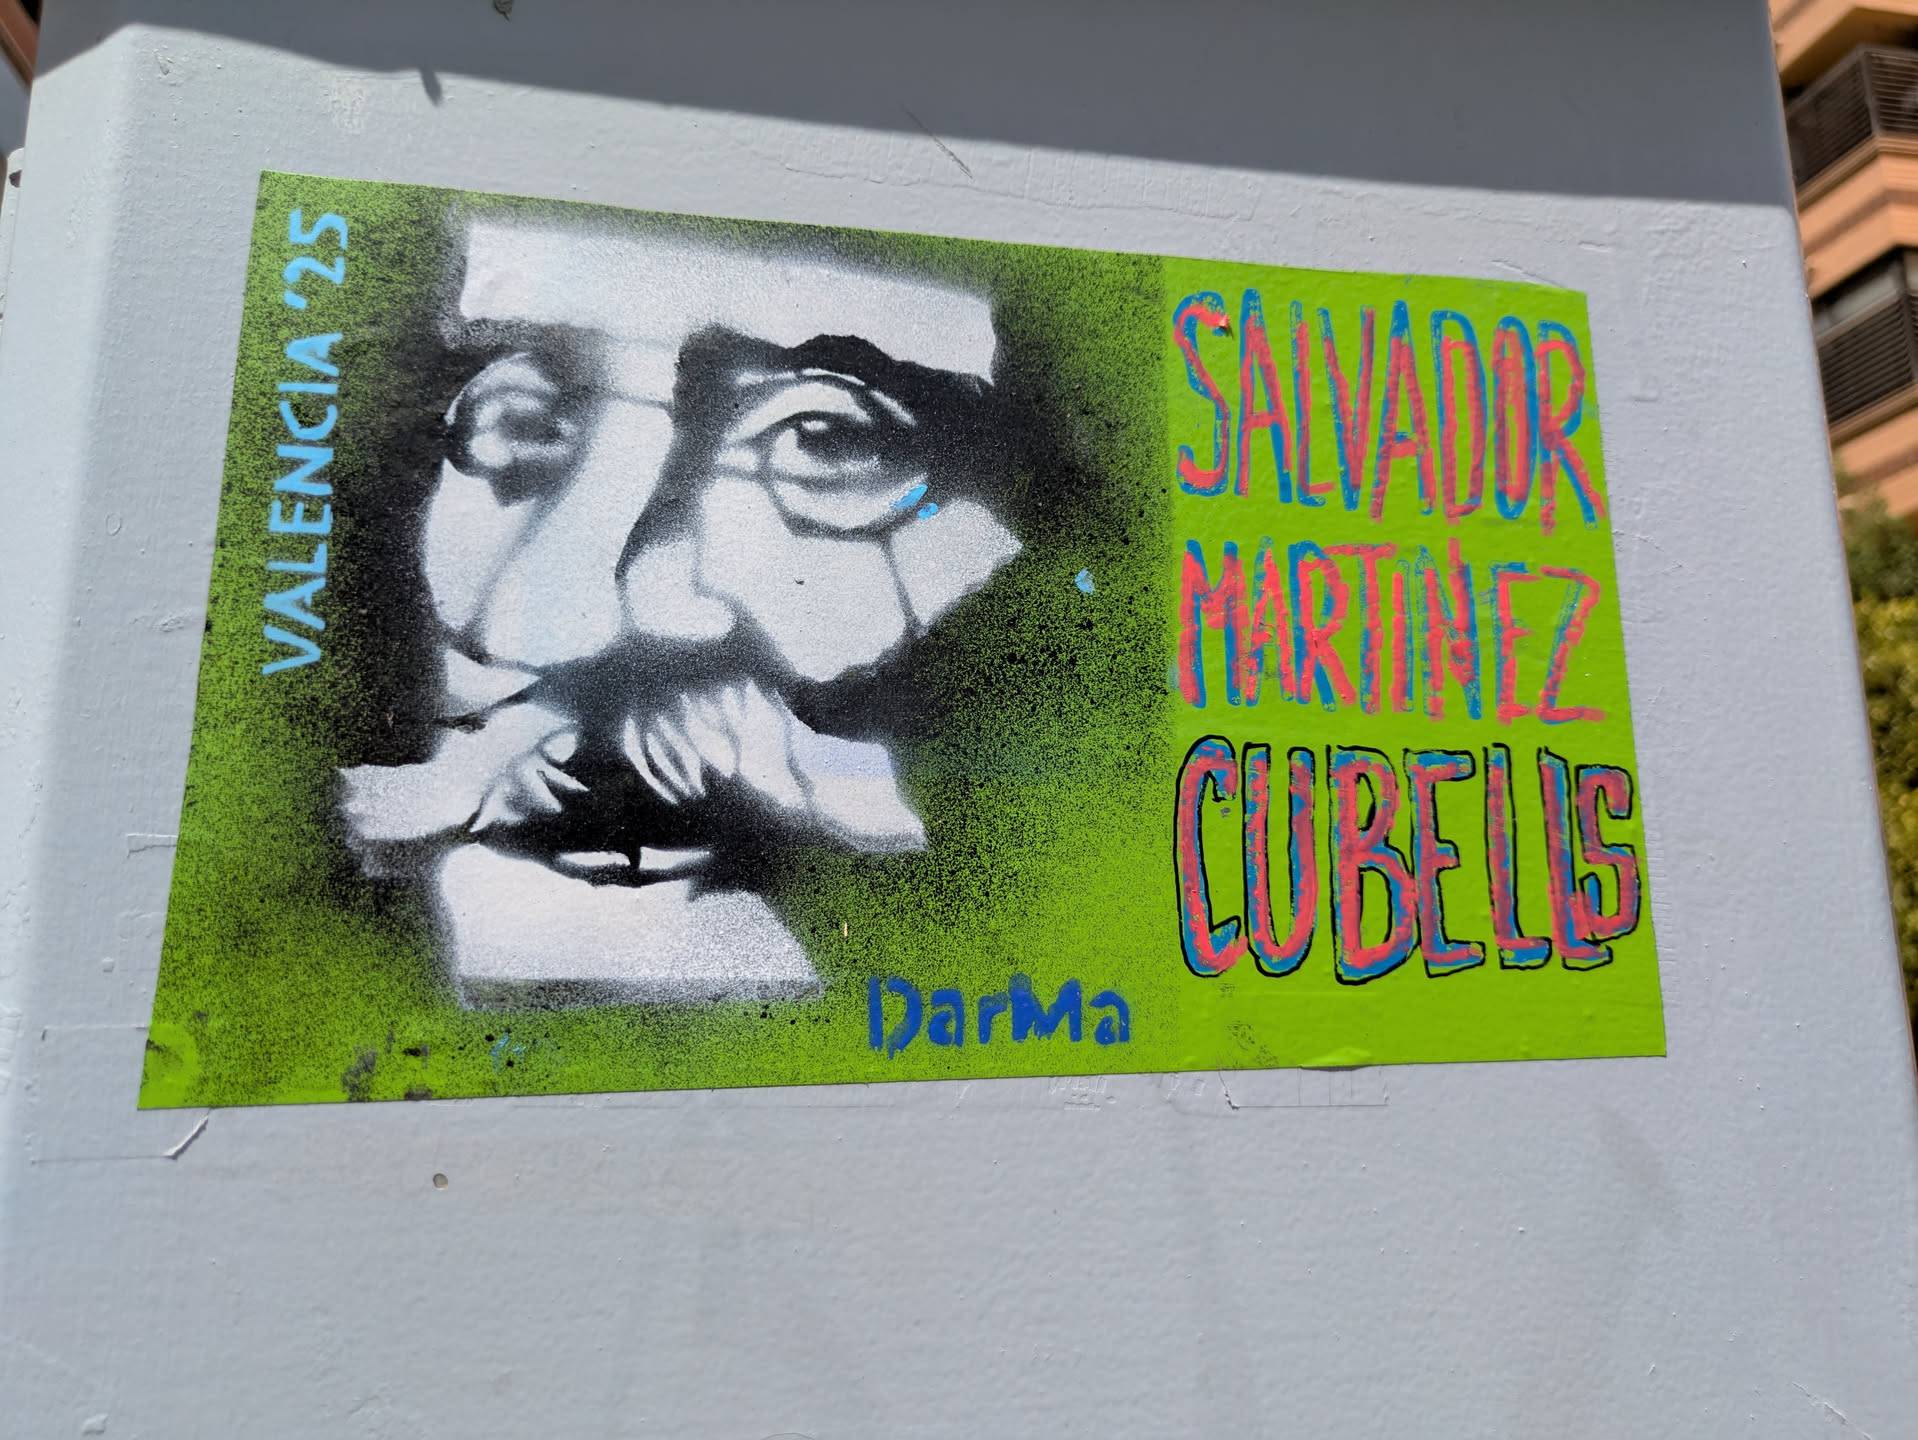 VALENCIA '25
SALVADOR
MARTINEZ
CUBELLS
DarMa